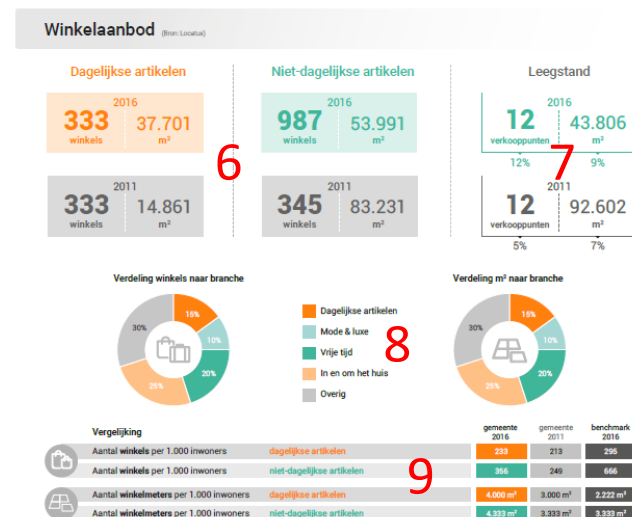 Winkelaanbod (Bron: Locatus)
Dagelijkse artikelen
Niet-dagelijkse artikelen
Leegstand
2016
333 37.701
winkels m²
2016
987 53.991
winkels m²
2016
12 43.806
verkooppunten m²
12% 9%
6
7
2011
333 14.861
winkels m²
2011
345 83.231
winkels m²
2011
12 92.602
verkooppunten m²
5% 7%
Verdeling winkels naar branche
Verdeling m² naar branche
15%
10%
20%
25%
30%
Dagelijkse artikelen
Mode & luxe
Vrije tijd
In en om het huis
Overig
8
15%
10%
20%
25%
30%
Vergelijking
gemeente 2016
gemeente 2011
benchmark 2016
Aantal winkels per 1.000 inwoners dagelijkse artikelen 233 213 295
Aantal winkels per 1.000 inwoners niet-dagelijkse artikelen 356 249 666
9
Aantal winkelmeters per 1.000 inwoners dagelijkse artikelen 4.000 m² 3.000 m² 2.222 m²
Aantal winkelmeters per 1.000 inwoners niet-dagelijkse artikelen 4.333 m² 3.333 m² 3.333 m²